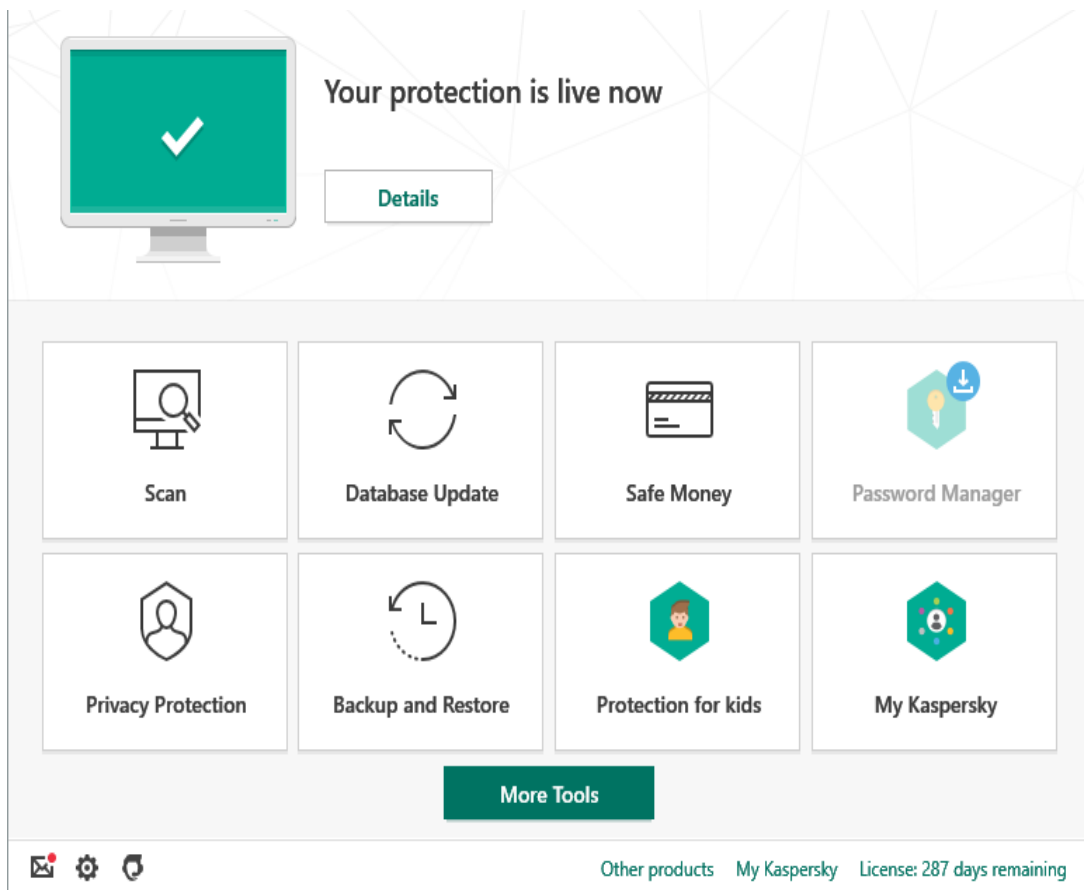 Your protection is live now
Details
Scan
Database Update
Safe Money
Password Manager
Privacy Protection
Backup and Restore
Protection for kids
My Kaspersky
More Tools
Other products My Kaspersky License: 287 days remaining